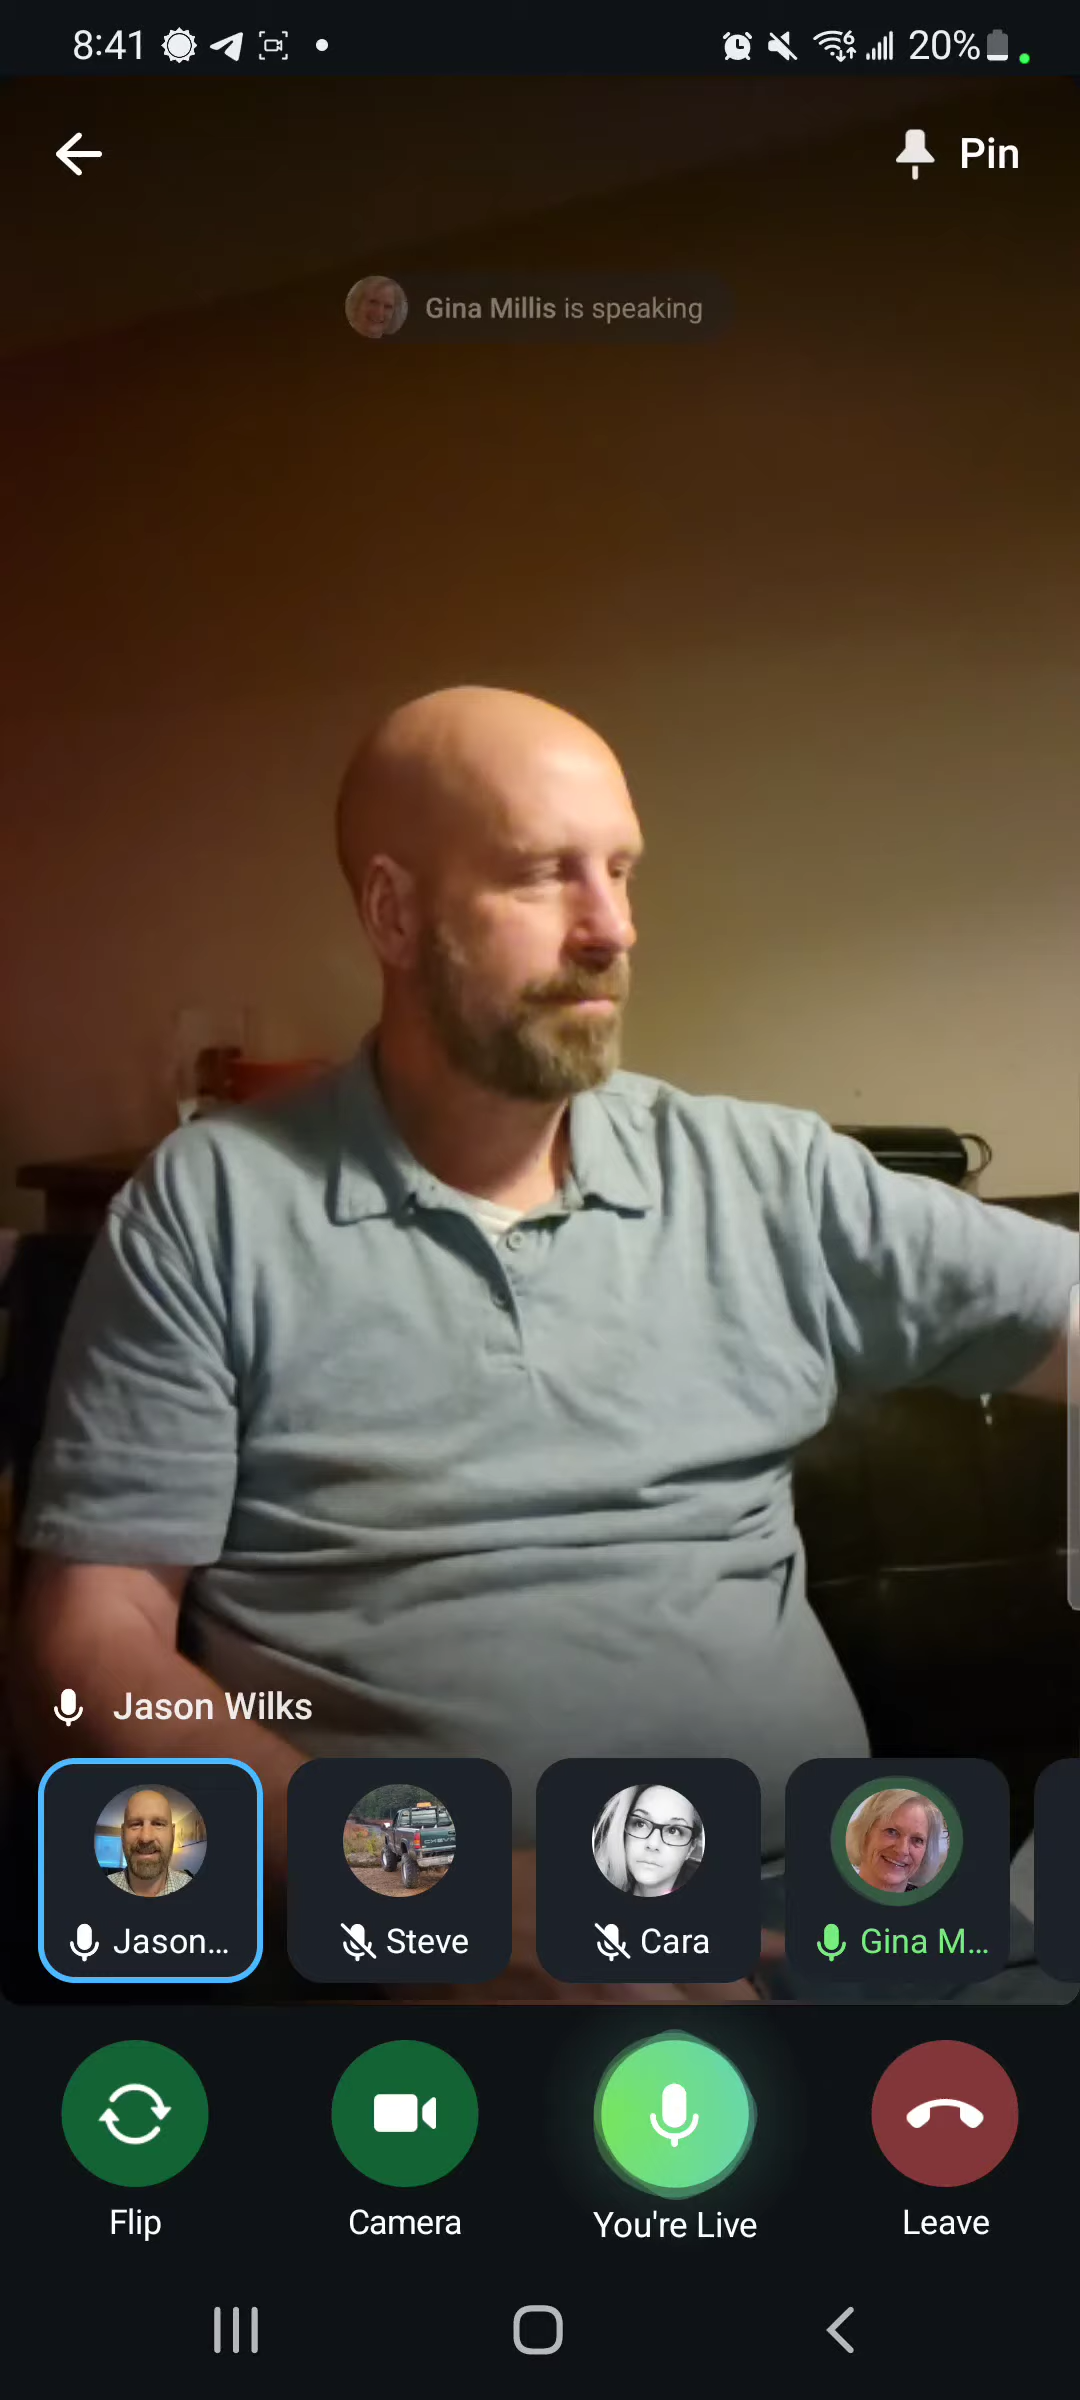 8:41
20%
Pin
Gina Millis is speaking
Jason Wilks
Jason...
Steve
Cara
Gina M...
Flip
Camera
You're Live
Leave